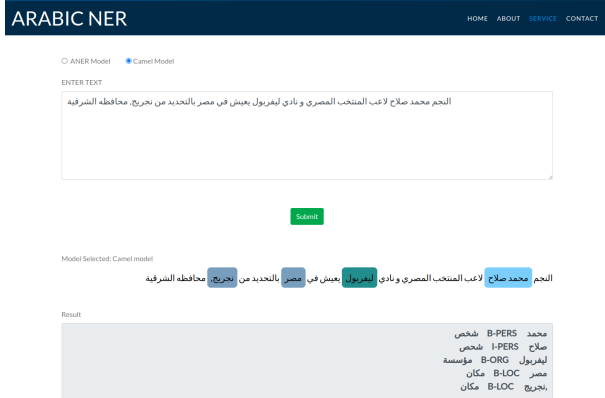 ARABIC NER
HOME ABOUT SERVICE CONTACT
ANER Model Camel Model
ENTER TEXT
النجم محمد صلاح لاعب المنتخب المصري و نادي ليفربول يعيش في مصر بالتحديد من نجريج, محافظه الشرقية
Submit
Model Selected: Camel model
النجم محمد صلاح لاعب المنتخب المصري و نادي ليفربول يعيش في مصر بالتحديد من نجريج, محافظه الشرقية
Result
محمد B-PERS شخص
صلاح I-PERS شحص
ليفربول B-ORG مؤسسة
مصر B-LOC مكان
نجريج, B-LOC مكان